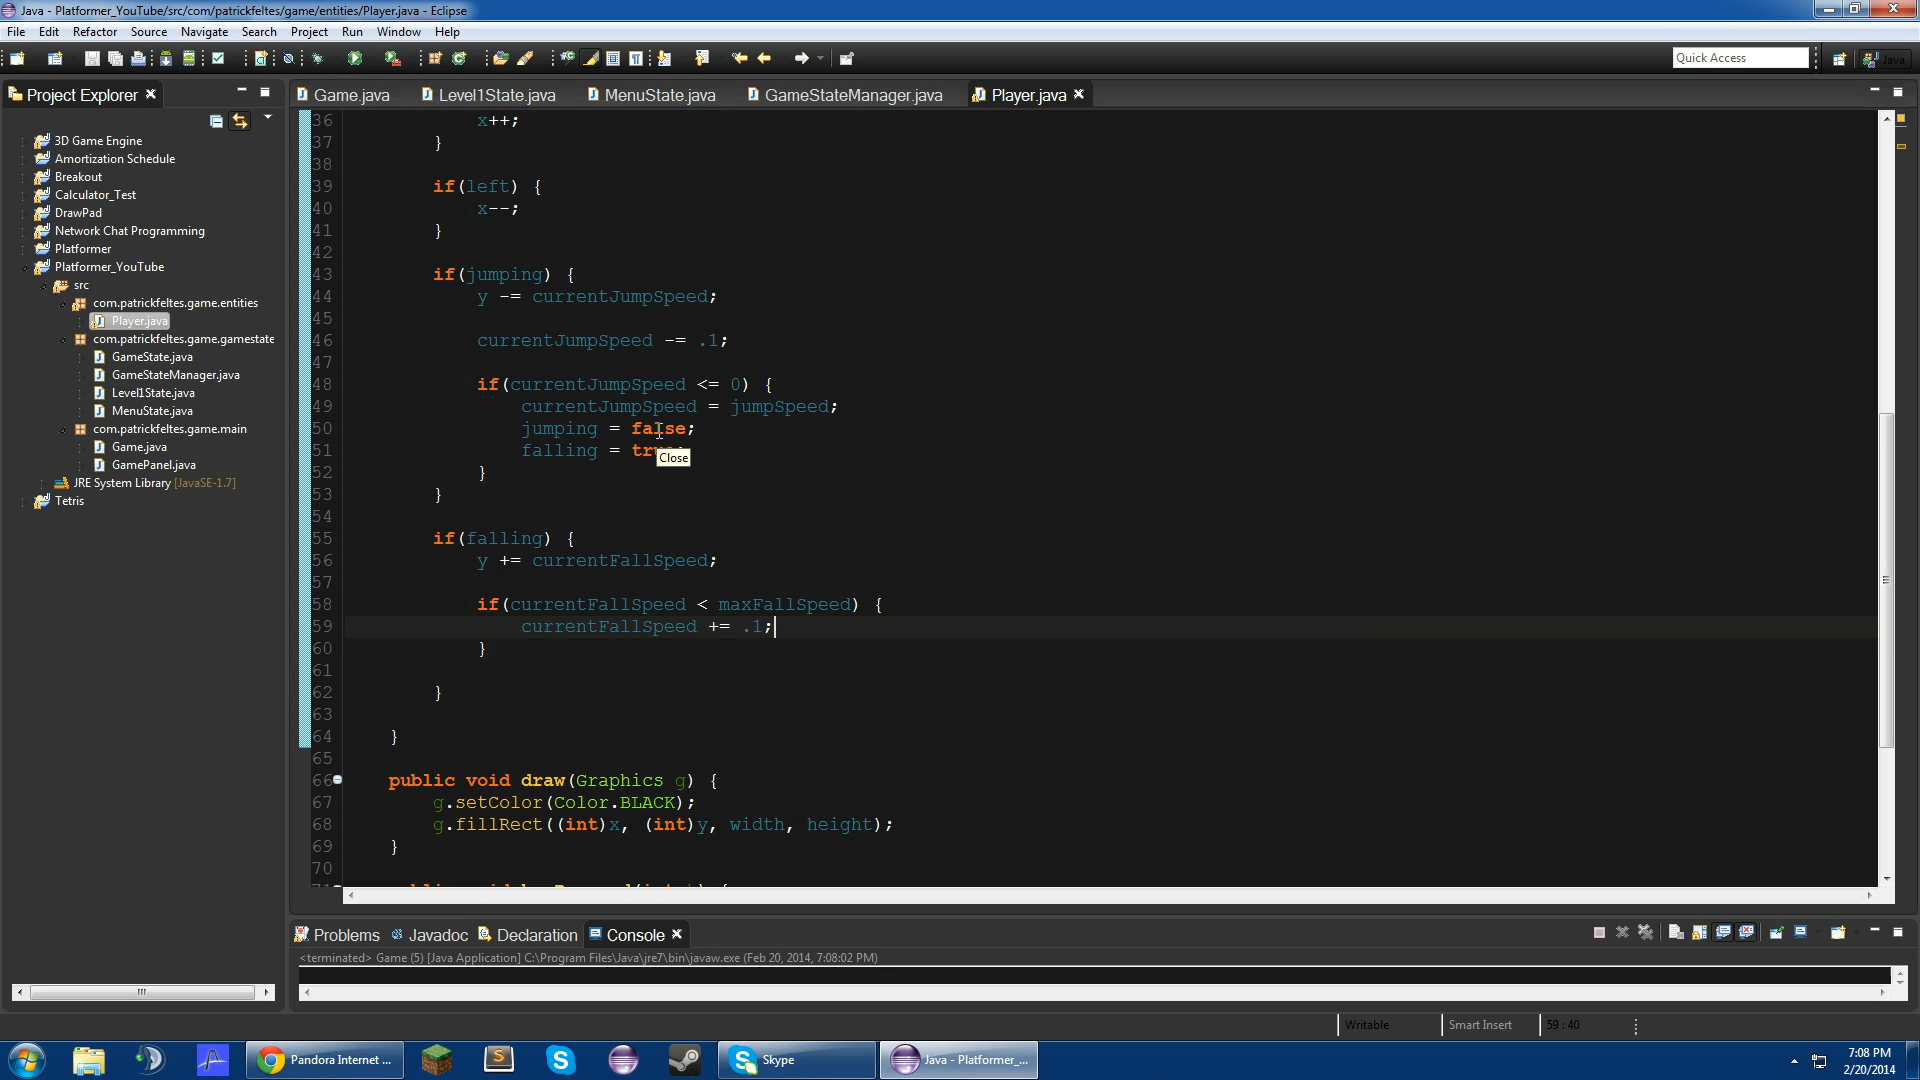 Java - Platformer_YouTube/src/com/patrickfeltes/game/entities/Player.java - Eclipse
File Edit Refactor Source Navigate Search Project Run Window Help
Quick Access
Java
Project Explorer
3D Game Engine
Amortization Schedule
Breakout
Calculator_Test
DrawPad
Network Chat Programming
Platformer
Platformer_YouTube
src
com.patrickfeltes.game.entities
Player.java
com.patrickfeltes.game.gamestate
GameState.java
GameStateManager.java
Level1State.java
MenuState.java
com.patrickfeltes.game.main
Game.java
GamePanel.java
JRE System Library [JavaSE-1.7]
Tetris
Game.java Level1State.java MenuState.java GameStateManager.java Player.java
36 x++;
37 }
38
39 if(left) {
40 x--;
41 }
42
43 if(jumping) {
44 y -= currentJumpSpeed;
45
46 currentJumpSpeed -= .1;
47
48 if(currentJumpSpeed <= 0) {
49 currentJumpSpeed = jumpSpeed;
50 jumping = false;
51 falling =
Close
52 }
53 }
54
55 if(falling) {
56 y += currentFallSpeed;
57
58 if(currentFallSpeed < maxFallSpeed) {
59 currentFallSpeed += .1;
60 }
61
62 }
63
64 }
65
66 public void draw(Graphics g) {
67 g.setColor(Color.BLACK);
68 g.fillRect((int)x, (int)y, width, height);
69 }
70
Problems Javadoc Declaration Console
<terminated> Game (5) [Java Application] C:\Program Files\Java\jre7\bin\javaw.exe (Feb 20, 2014, 7:08:02 PM)
Writable Smart Insert 59 : 40
Pandora Internet ... Skype Java - Platformer_...
7:08 PM
2/20/2014